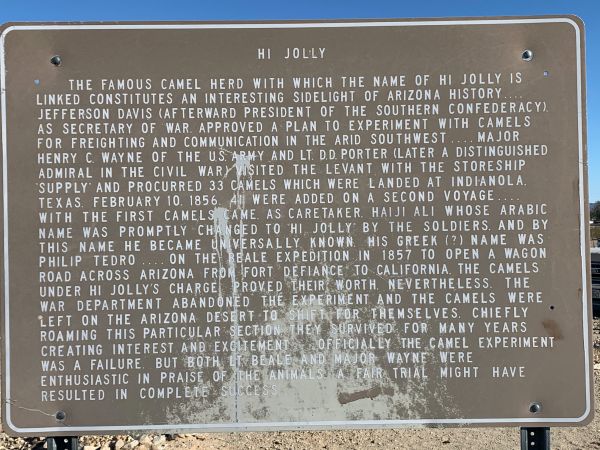 HI JOLLY
THE FAMOUS CAMEL HERD WITH WHICH THE NAME OF HI JOLLY IS
LINKED CONSTITUTES AN INTERESTING SIDELIGHT OF ARIZONA HISTORY....
JEFFERSON DAVIS (AFTERWARD PRESIDENT OF THE SOUTHERN CONFEDERACY),
AS SECRETARY OF WAR, APPROVED A PLAN TO EXPERIMENT WITH CAMELS
FOR FREIGHTING AND COMMUNICATION IN THE ARID SOUTHWEST .... MAJOR
HENRY C. WAYNE OF THE U.S. ARMY AND LT. D.D. PORTER (LATER A DISTINGUISHED
ADMIRAL IN THE CIVIL WAR) VISITED THE LEVANT WITH THE STORESHIP
'SUPPLY' AND PROCURRED 33 CAMELS WHICH WERE LANDED AT INDIANOLA,
TEXAS, FEBRUARY 10, 1856. 41 WERE ADDED ON A SECOND VOYAGE ....
WITH THE FIRST CAMELS CAME, AS CARETAKER, HAIJI ALI WHOSE ARABIC
NAME WAS PROMPTLY CHANGED TO 'HI JOLLY' BY THE SOLDIERS, AND BY
THIS NAME HE BECAME UNIVERSALLY KNOWN. HIS GREEK (?) NAME WAS
PHILIP TEDRO .... ON THE BEALE EXPEDITION IN 1857 TO OPEN A WAGON
ROAD ACROSS ARIZONA FROM FORT DEFIANCE TO CALIFORNIA, THE CAMELS
UNDER HI JOLLY'S CHARGE, PROVED THEIR WORTH. NEVERTHELESS, THE
WAR DEPARTMENT ABANDONED THE EXPERIMENT AND THE CAMELS WERE
LEFT ON THE ARIZONA DESERT TO SHIFT FOR THEMSELVES. CHIEFLY
ROAMING THIS PARTICULAR SECTION THEY SURVIVED FOR MANY YEARS
CREATING INTEREST AND EXCITEMENT. OFFICIALLY THE CAMEL EXPERIMENT
WAS A FAILURE, BUT BOTH LT. BEALE AND MAJOR WAYNE WERE
ENTHUSIASTIC IN PRAISE OF THE ANIMALS. A FAIR TRIAL MIGHT HAVE
RESULTED IN COMPLETE SUCCESS.